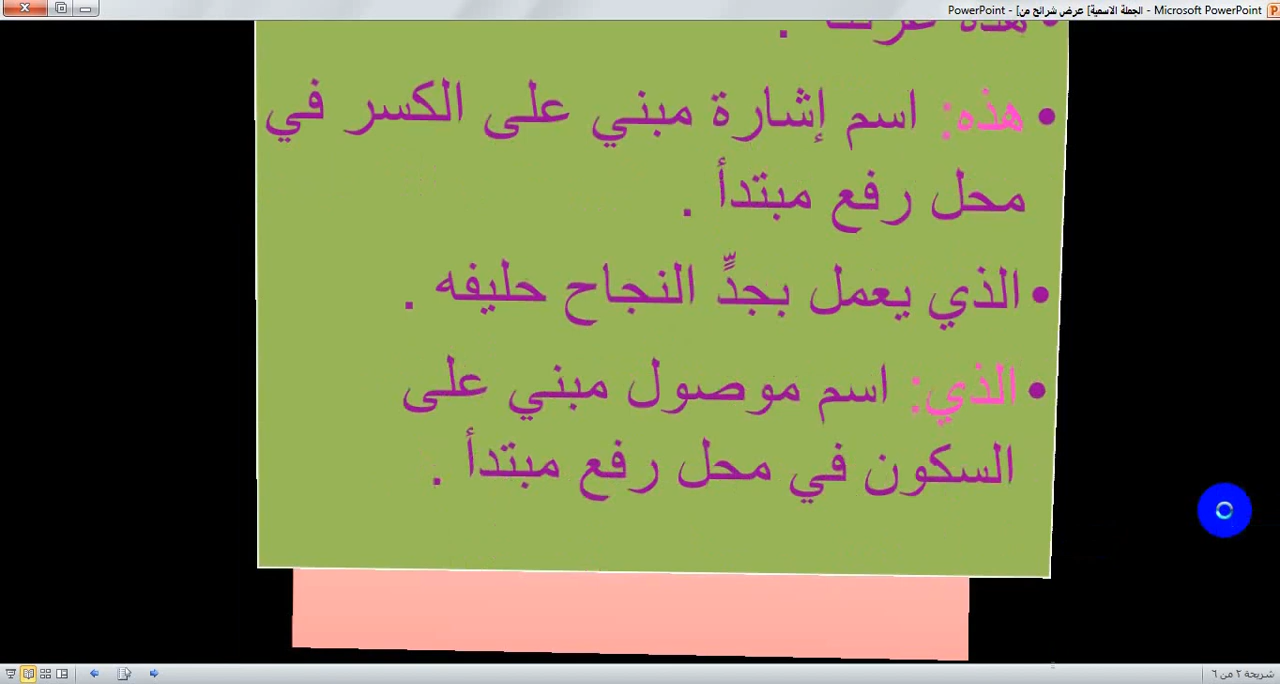 PowerPoint - [عرض شرائح من [الجملة الاسمية - Microsoft PowerPoint
• هذه
• هذه: اسم إشارة مبني على الكسر في
محل رفع مبتدأ .
• الذي يعمل بجدًّ النجاح حليفه .
• الذي: اسم موصول مبني على
السكون في محل رفع مبتدأ .
شريحة ٢ من ٦